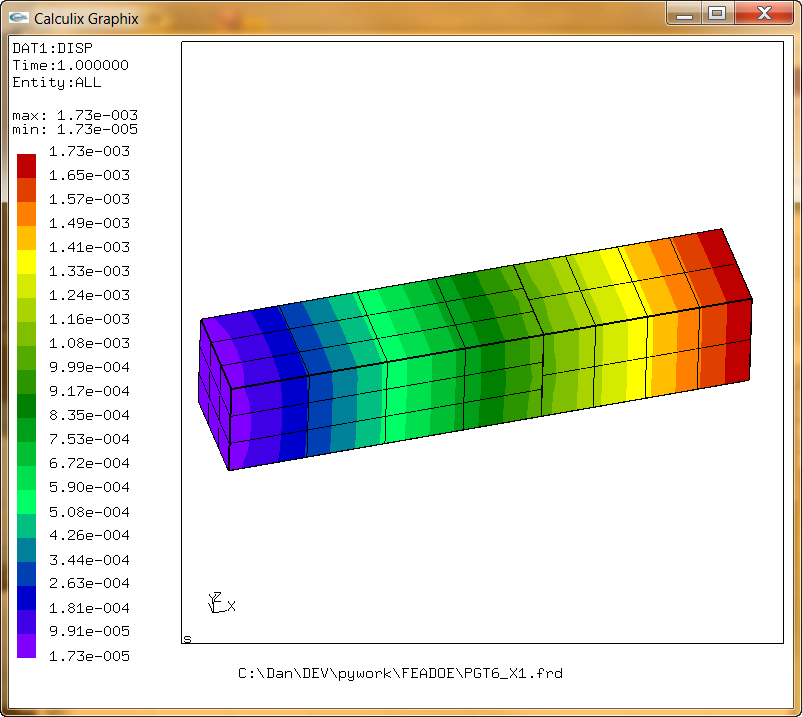 Calculix Graphix
DAT1:DISP
Time:1.000000
Entity:ALL
max: 1.73e-003
min: 1.73e-005
1.73e-003
1.65e-003
1.57e-003
1.49e-003
1.41e-003
1.33e-003
1.24e-003
1.16e-003
1.08e-003
9.99e-004
9.17e-004
8.35e-004
7.53e-004
6.72e-004
5.90e-004
5.08e-004
4.26e-004
3.44e-004
2.63e-004
1.81e-004
9.91e-005
1.73e-005
Z
Y
X
s
C:\Dan\DEV\pywork\FEADOE\PGT6_X1.frd